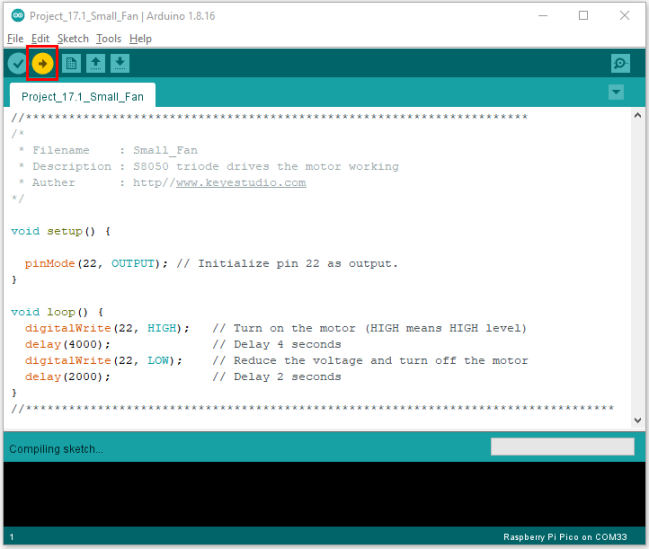 Project_17.1_Small_Fan | Arduino 1.8.16
File Edit Sketch Tools Help
Project_17.1_Small_Fan
//**********************************************************************
/*
 * Filename    : Small_Fan
 * Description : S8050 triode drives the motor working
 * Auther      : http//www.keyestudio.com
*/
void setup() {
  pinMode(22, OUTPUT); // Initialize pin 22 as output.
}
void loop() {
  digitalWrite(22, HIGH);   // Turn on the motor (HIGH means HIGH level)
  delay(4000);              // Delay 4 seconds
  digitalWrite(22, LOW);    // Reduce the voltage and turn off the motor
  delay(2000);              // Delay 2 seconds
}
//**********************************************************************************
Compiling sketch...
1 Raspberry Pi Pico on COM33